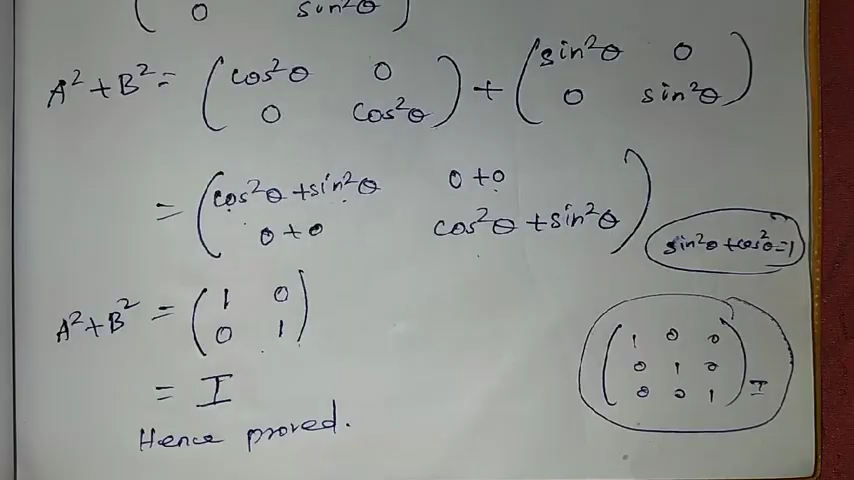 0 sin²θ
A² + B² = (cos²θ 0 + (sin²θ 0
0 cos²θ) 0 sin²θ)
= (cos²θ + sin²θ 0 + 0
0 + 0 cos²θ + sin²θ)
sin²θ + cos²θ = 1
A² + B² = (1 0
0 1)
= I
Hence proved.
(1 0 0
0 1 0
0 0 1) I